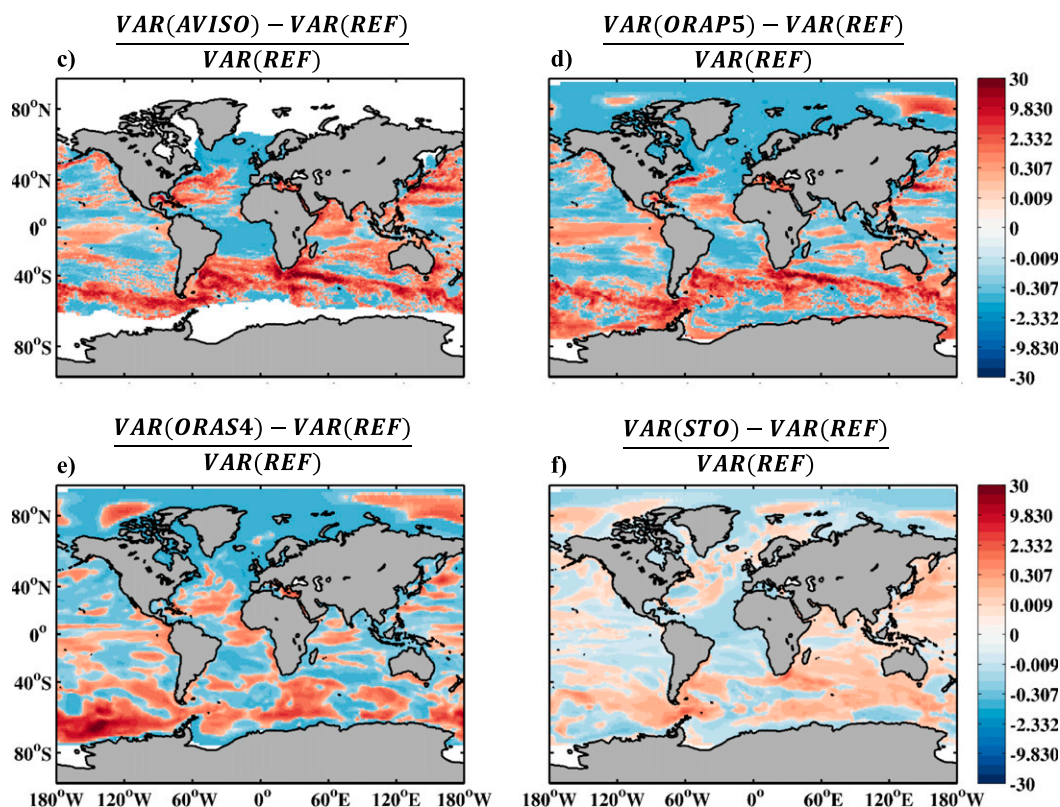 VAR(AVISO) − VAR(REF)
VAR(REF)
c)
VAR(ORAP5) − VAR(REF)
VAR(REF)
d)
80°N
40°N
0°
40°S
80°S
30
9.830
2.332
0.307
0.009
0
-0.009
-0.307
-2.332
-9.830
-30
VAR(ORAS4) − VAR(REF)
VAR(REF)
e)
VAR(STO) − VAR(REF)
VAR(REF)
f)
80°N
40°N
0°
40°S
80°S
180°W 120°W 60°W 0° 60°E 120°E 180°W
180°W 120°W 60°W 0° 60°E 120°E 180°W
30
9.830
2.332
0.307
0.009
0
-0.009
-0.307
-2.332
-9.830
-30